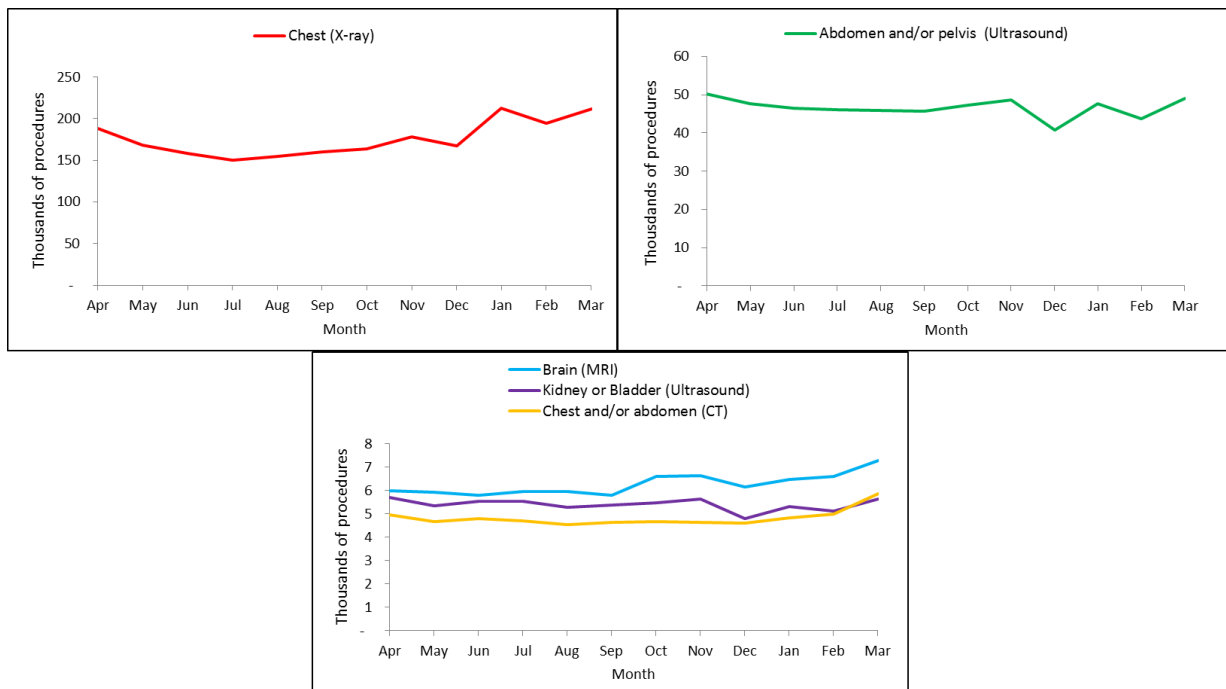 Chest (X-ray)
Thousands of procedures
250
200
150
100
50
-
Apr May Jun Jul Aug Sep Oct Nov Dec Jan Feb Mar
Month
Abdomen and/or pelvis (Ultrasound)
Thousdands of procedures
60
50
40
30
20
10
-
Apr May Jun Jul Aug Sep Oct Nov Dec Jan Feb Mar
Month
Brain (MRI)
Kidney or Bladder (Ultrasound)
Chest and/or abdomen (CT)
Thousands of procedures
8
7
6
5
4
3
2
1
-
Apr May Jun Jul Aug Sep Oct Nov Dec Jan Feb Mar
Month